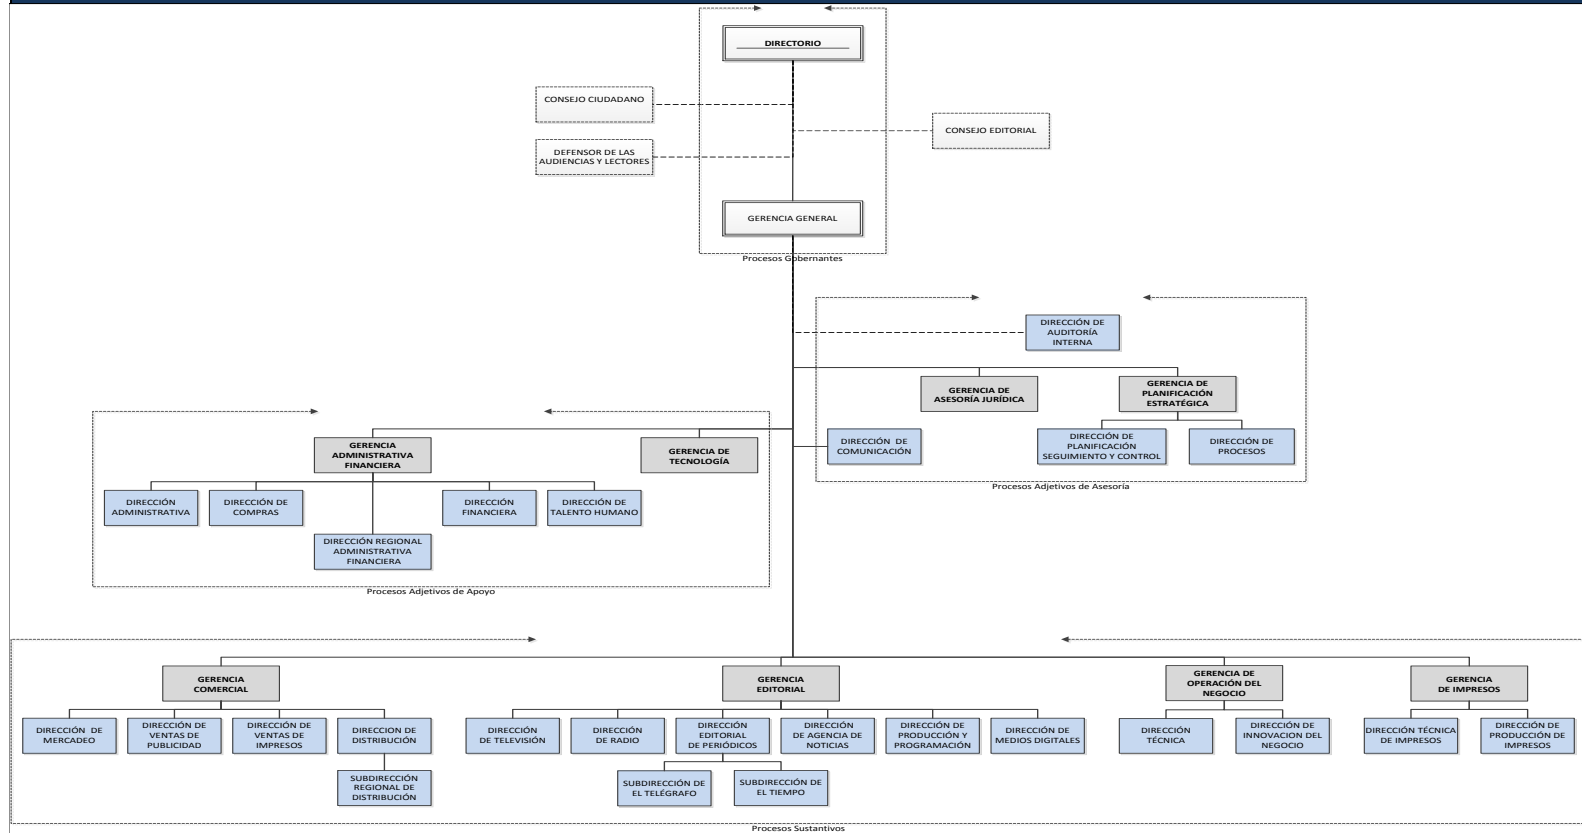 DIRECTORIO
CONSEJO CIUDADANO
CONSEJO EDITORIAL
DEFENSOR DE LAS
AUDIENCIAS Y LECTORES
GERENCIA GENERAL
Procesos Gobernantes
DIRECCIÓN DE
AUDITORÍA
INTERNA
GERENCIA DE
ASESORÍA JURÍDICA
GERENCIA DE
PLANIFICACIÓN
ESTRATÉGICA
DIRECCIÓN DE
COMUNICACIÓN
DIRECCIÓN DE
PLANIFICACIÓN
SEGUIMIENTO Y CONTROL
DIRECCIÓN DE
PROCESOS
Procesos Adjetivos de Asesoría
GERENCIA
ADMINISTRATIVA
FINANCIERA
GERENCIA DE
TECNOLOGÍA
DIRECCIÓN
ADMINISTRATIVA
DIRECCIÓN DE
COMPRAS
DIRECCIÓN
FINANCIERA
DIRECCIÓN DE
TALENTO HUMANO
DIRECCIÓN REGIONAL
ADMINISTRATIVA
FINANCIERA
Procesos Adjetivos de Apoyo
GERENCIA
COMERCIAL
GERENCIA
EDITORIAL
GERENCIA DE
OPERACIÓN DEL
NEGOCIO
GERENCIA
DE IMPRESOS
DIRECCIÓN DE
MERCADEO
DIRECCIÓN DE
VENTAS DE
PUBLICIDAD
DIRECCIÓN DE
VENTAS DE
IMPRESOS
DIRECCION DE
DISTRIBUCIÓN
DIRECCIÓN
DE TELEVISIÓN
DIRECCIÓN
DE RADIO
DIRECCIÓN
EDITORIAL
DE PERIÓDICOS
DIRECCIÓN
DE AGENCIA DE
NOTICIAS
DIRECCIÓN DE
PRODUCCIÓN Y
PROGRAMACIÓN
DIRECCIÓN DE
MEDIOS DIGITALES
DIRECCIÓN
TÉCNICA
DIRECCIÓN DE
INNOVACION DEL
NEGOCIO
DIRECCIÓN TÉCNICA
DE IMPRESOS
DIRECCIÓN DE
PRODUCCIÓN DE
IMPRESOS
SUBDIRECCIÓN
REGIONAL DE
DISTRIBUCIÓN
SUBDIRECCIÓN DE
EL TELÉGRAFO
SUBDIRECCIÓN DE
EL TIEMPO
Procesos Sustantivos